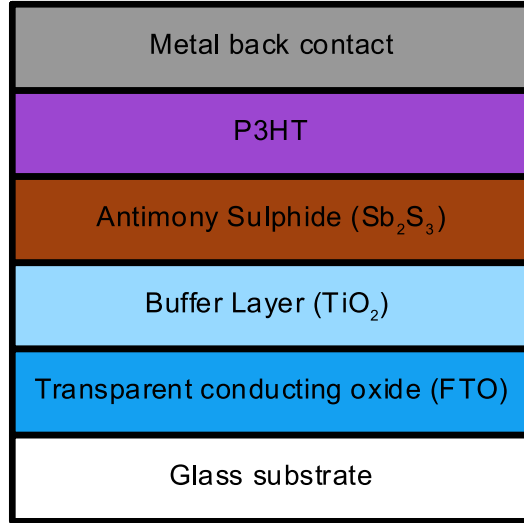 Metal back contact
P3HT
Antimony Sulphide (Sb₂S₃)
Buffer Layer (TiO₂)
Transparent conducting oxide (FTO)
Glass substrate